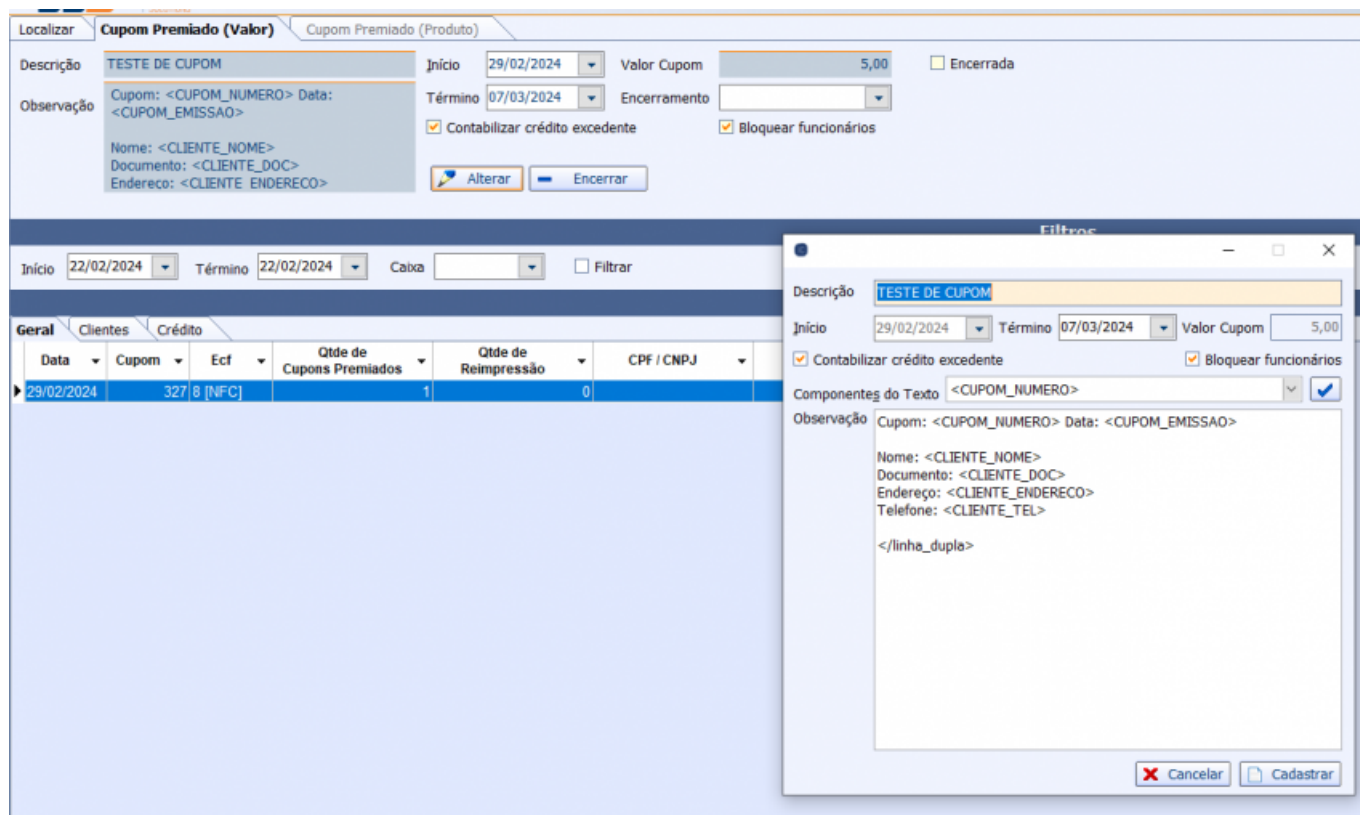 Localizar Cupom Premiado (Valor) Cupom Premiado (Produto)
Descrição TESTE DE CUPOM Início 29/02/2024 Valor Cupom 5,00 Encerrada
Observação Cupom: <CUPOM_NUMERO> Data: Término 07/03/2024 Encerramento
<CUPOM_EMISSAO>
Contabilizar crédito excedente Bloquear funcionários
Nome: <CLIENTE_NOME>
Documento: <CLIENTE_DOC>
Endereco: <CLIENTE_ENDERECO>
Alterar Encerrar
Filtros
Início 22/02/2024 Término 22/02/2024 Caixa Filtrar
Geral Clientes Crédito
Data Cupom Ecf Qtde de Cupons Premiados Qtde de Reimpressão CPF / CNPJ
29/02/2024 327 8 [NFC] 1 0
Descrição TESTE DE CUPOM
Início 29/02/2024 Término 07/03/2024 Valor Cupom 5,00
Contabilizar crédito excedente Bloquear funcionários
Componentes do Texto <CUPOM_NUMERO>
Observação Cupom: <CUPOM_NUMERO> Data: <CUPOM_EMISSAO>
Nome: <CLIENTE_NOME>
Documento: <CLIENTE_DOC>
Endereço: <CLIENTE_ENDERECO>
Telefone: <CLIENTE_TEL>
</linha_dupla>
Cancelar Cadastrar